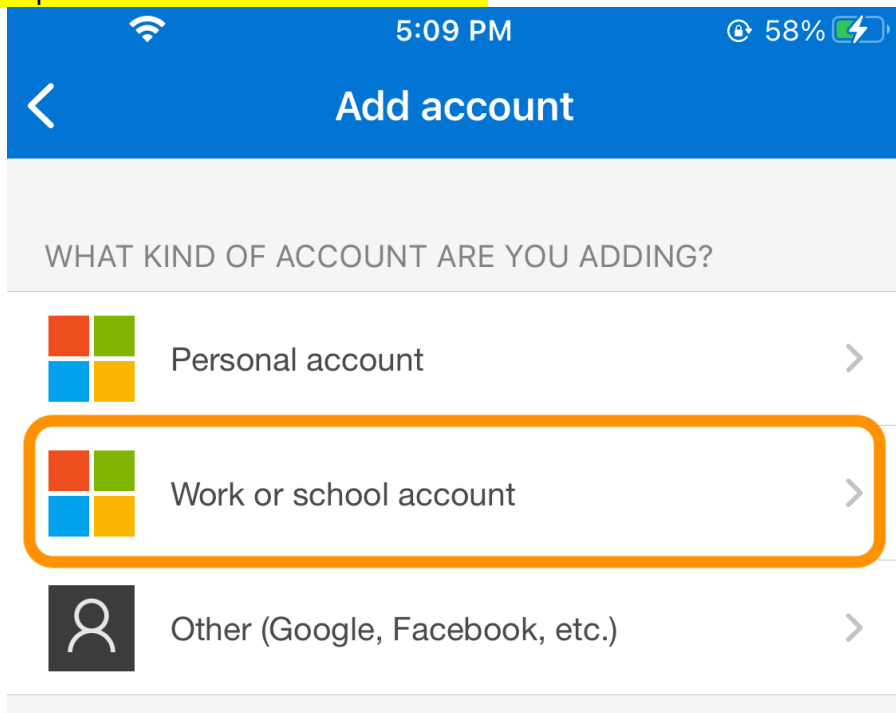 5:09 PM
58%
Add account
WHAT KIND OF ACCOUNT ARE YOU ADDING?
Personal account
Work or school account
Other (Google, Facebook, etc.)